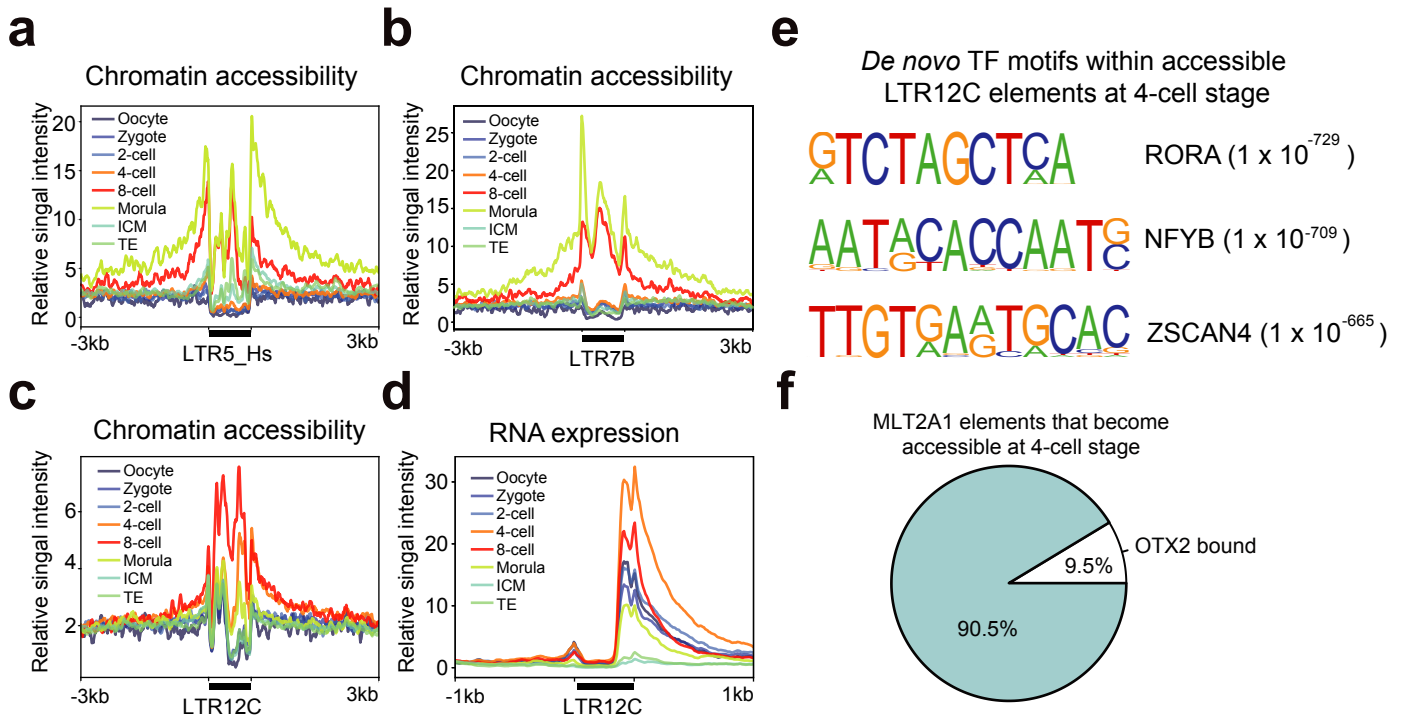 a
Chromatin accessibility
Relative singal intensity
20
15
10
5
0
Oocyte
Zygote
2-cell
4-cell
8-cell
Morula
ICM
TE
-3kb
LTR5_Hs
3kb
b
Chromatin accessibility
Relative singal intensity
25
20
15
10
5
0
Oocyte
Zygote
2-cell
4-cell
8-cell
Morula
ICM
TE
-3kb
LTR7B
3kb
c
Chromatin accessibility
Relative singal intensity
6
4
2
Oocyte
Zygote
2-cell
4-cell
8-cell
Morula
ICM
TE
-3kb
LTR12C
3kb
d
RNA expression
Relative singal intensity
30
20
10
0
Oocyte
Zygote
2-cell
4-cell
8-cell
Morula
ICM
TE
-1kb
LTR12C
1kb
e
De novo TF motifs within accessible
LTR12C elements at 4-cell stage
GTCTAGCTCA
A A
RORA (1 x 10-729 )
AATACACCAATG
GT C
NFYB (1 x 10-709)
TTGTGAATGCAC
AAG A
ZSCAN4 (1 x 10-665 )
f
MLT2A1 elements that become
accessible at 4-cell stage
OTX2 bound
9.5%
90.5%